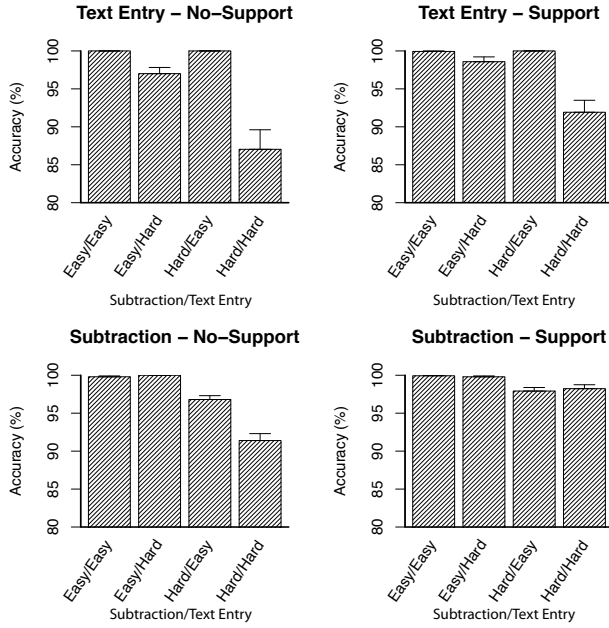 Text Entry – No–Support
Accuracy (%)
100
95
90
85
80
Easy/Easy
Easy/Hard
Hard/Easy
Hard/Hard
Subtraction/Text Entry
Text Entry – Support
Accuracy (%)
100
95
90
85
80
Easy/Easy
Easy/Hard
Hard/Easy
Hard/Hard
Subtraction/Text Entry
Subtraction – No–Support
Accuracy (%)
100
95
90
85
80
Easy/Easy
Easy/Hard
Hard/Easy
Hard/Hard
Subtraction/Text Entry
Subtraction – Support
Accuracy (%)
100
95
90
85
80
Easy/Easy
Easy/Hard
Hard/Easy
Hard/Hard
Subtraction/Text Entry